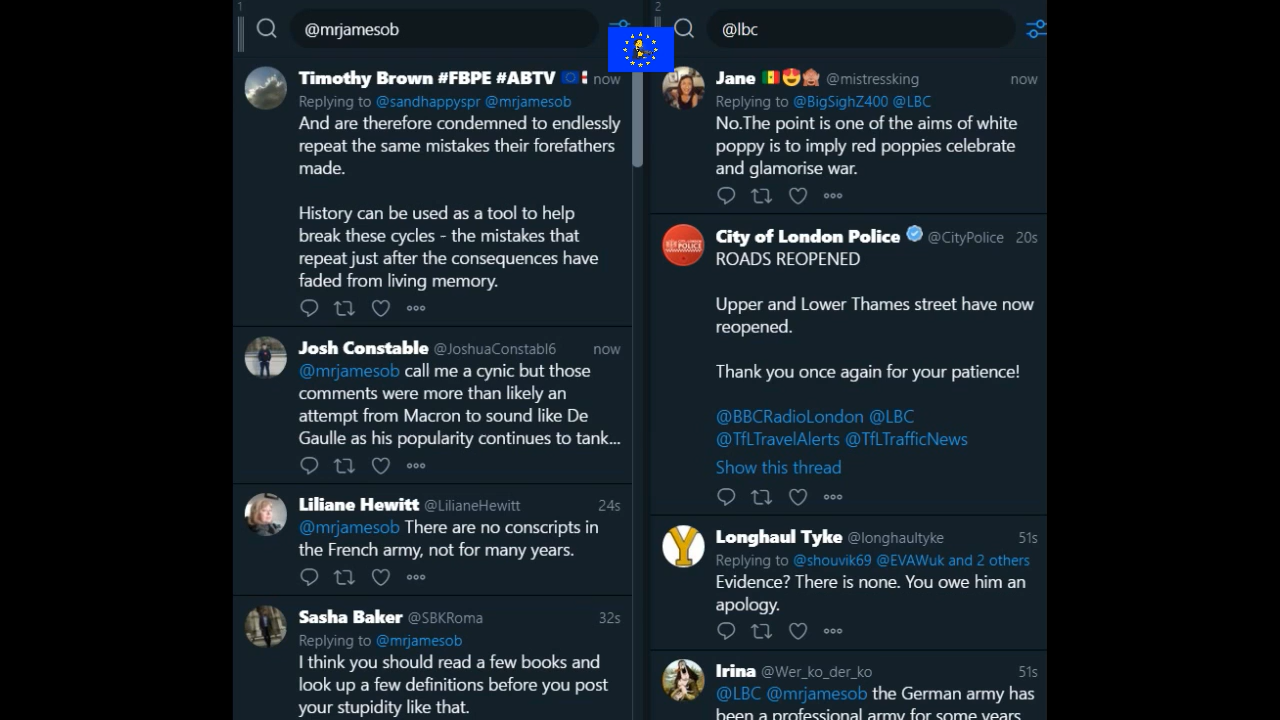 1
@mrjamesob
Timothy Brown #FBPE #ABTV now
Replying to @sandhappyspr @mrjamesob
And are therefore condemned to endlessly
repeat the same mistakes their forefathers
made.
History can be used as a tool to help
break these cycles - the mistakes that
repeat just after the consequences have
faded from living memory.
Josh Constable @JoshuaConstabl6 now
@mrjamesob call me a cynic but those
comments were more than likely an
attempt from Macron to sound like De
Gaulle as his popularity continues to tank...
Liliane Hewitt @LilianeHewitt 24s
@mrjamesob There are no conscripts in
the French army, not for many years.
Sasha Baker @SBKRoma 32s
Replying to @mrjamesob
I think you should read a few books and
look up a few definitions before you post
your stupidity like that.
2
@lbc
Jane @mistressking now
Replying to @BigSighZ400 @LBC
No.The point is one of the aims of white
poppy is to imply red poppies celebrate
and glamorise war.
City of London Police @CityPolice 20s
ROADS REOPENED
Upper and Lower Thames street have now
reopened.
Thank you once again for your patience!
@BBCRadioLondon @LBC
@TfLTravelAlerts @TfLTrafficNews
Show this thread
Longhaul Tyke @longhaultyke 51s
Replying to @shouvik69 @EVAWuk and 2 others
Evidence? There is none. You owe him an
apology.
Irina @Wer_ko_der_ko 51s
@LBC @mrjamesob the German army has
been a professional army for some years